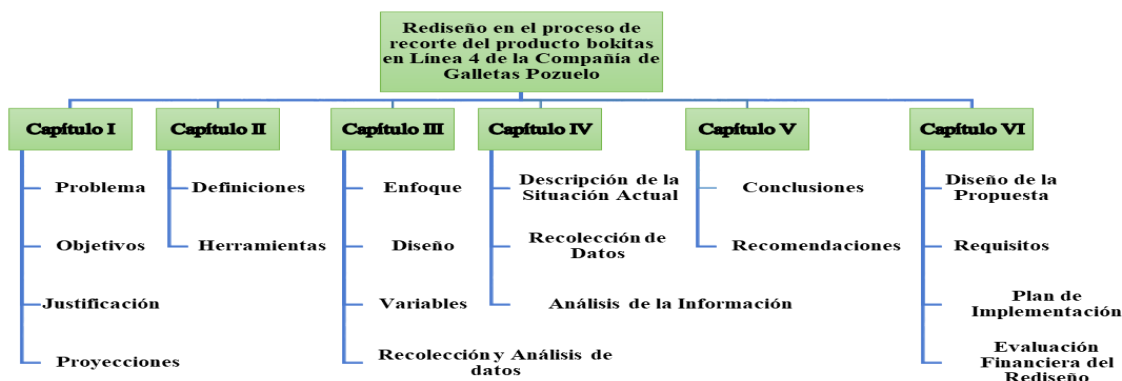 Rediseño en el proceso de
recorte del producto bokitas
en Línea 4 de la Compañía de
Galletas Pozuelo
Capítulo I
Problema
Objetivos
Justificación
Proyecciones
Capítulo II
Definiciones
Herramientas
Capítulo III
Enfoque
Diseño
Variables
Recolección y Análisis de
datos
Capítulo IV
Descripción de la
Situación Actual
Recolección de
Datos
Análisis de la Información
Capítulo V
Conclusiones
Recomendaciones
Capítulo VI
Diseño de la
Propuesta
Requisitos
Plan de
Implementación
Evaluación
Financiera del
Rediseño